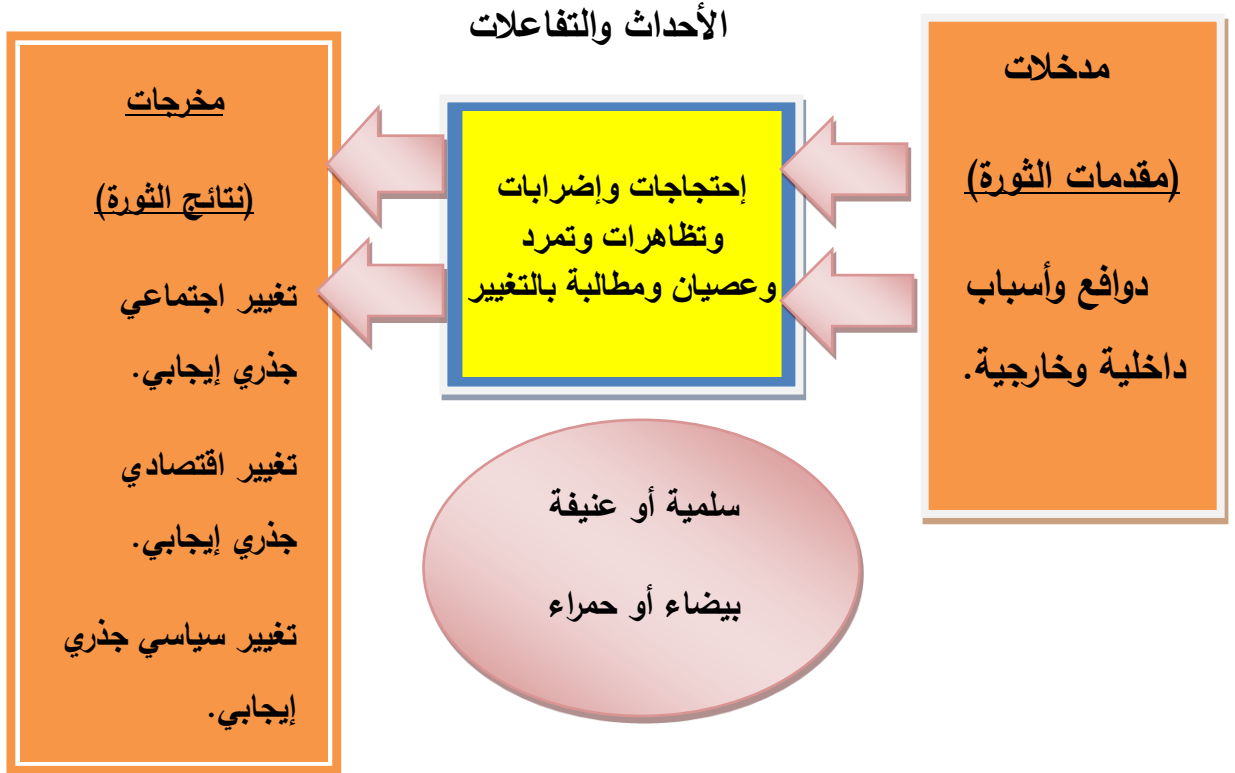 الأحداث والتفاعلات
مدخلات
(مقدمات الثورة)
دوافع وأسباب
داخلية وخارجية.
إحتجاجات وإضرابات
وتظاهرات وتمرد
وعصيان ومطالبة بالتغيير
سلمية أو عنيفة
بيضاء أو حمراء
مخرجات
(نتائج الثورة)
تغيير اجتماعي
جذري إيجابي.
تغيير اقتصادي
جذري إيجابي.
تغيير سياسي جذري
إيجابي.